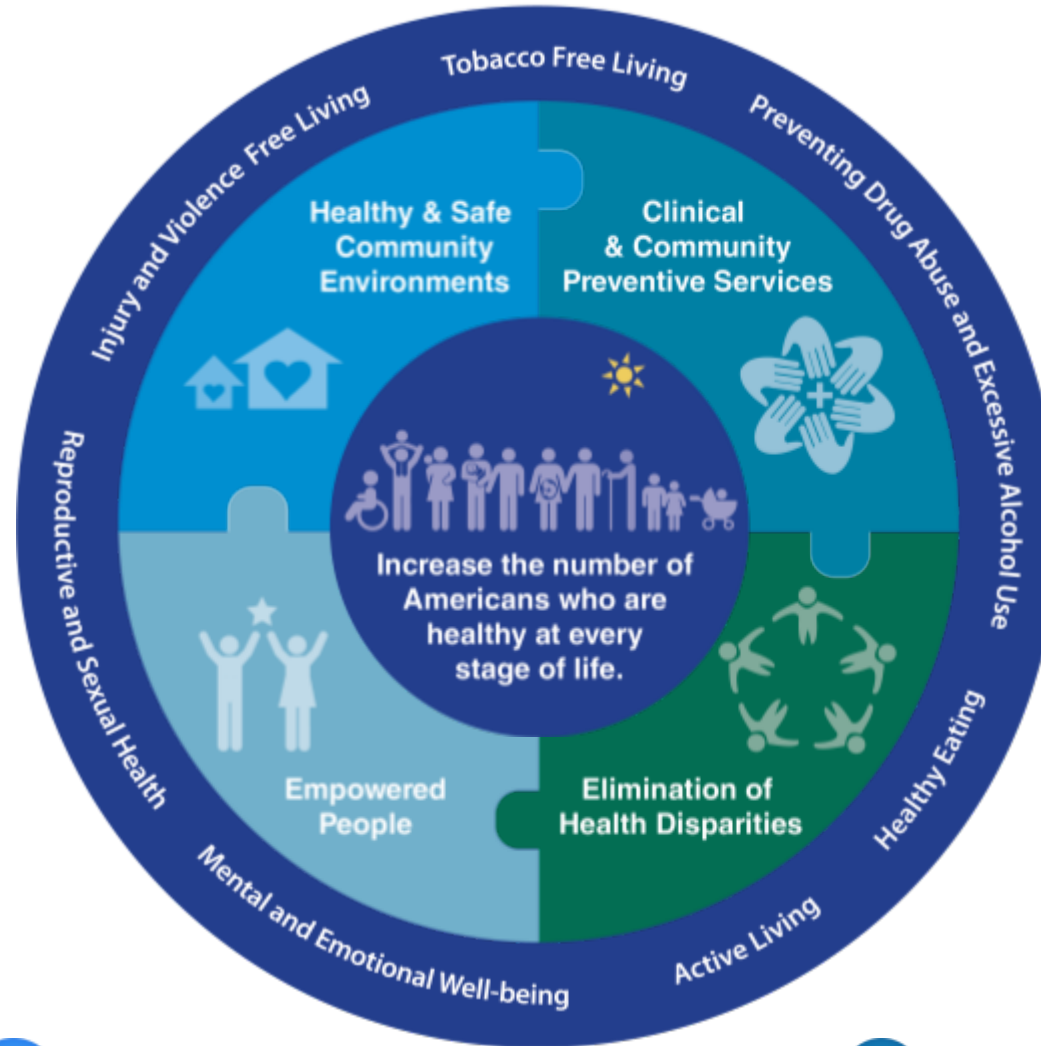 Tobacco Free Living
Preventing Drug Abuse and Excessive Alcohol Use
Healthy Eating
Active Living
Mental and Emotional Well-being
Reproductive and Sexual Health
Injury and Violence Free Living
Healthy & Safe
Community
Environments
Clinical
& Community
Preventive Services
Increase the number of
Americans who are
healthy at every
stage of life.
Empowered
People
Elimination of
Health Disparities